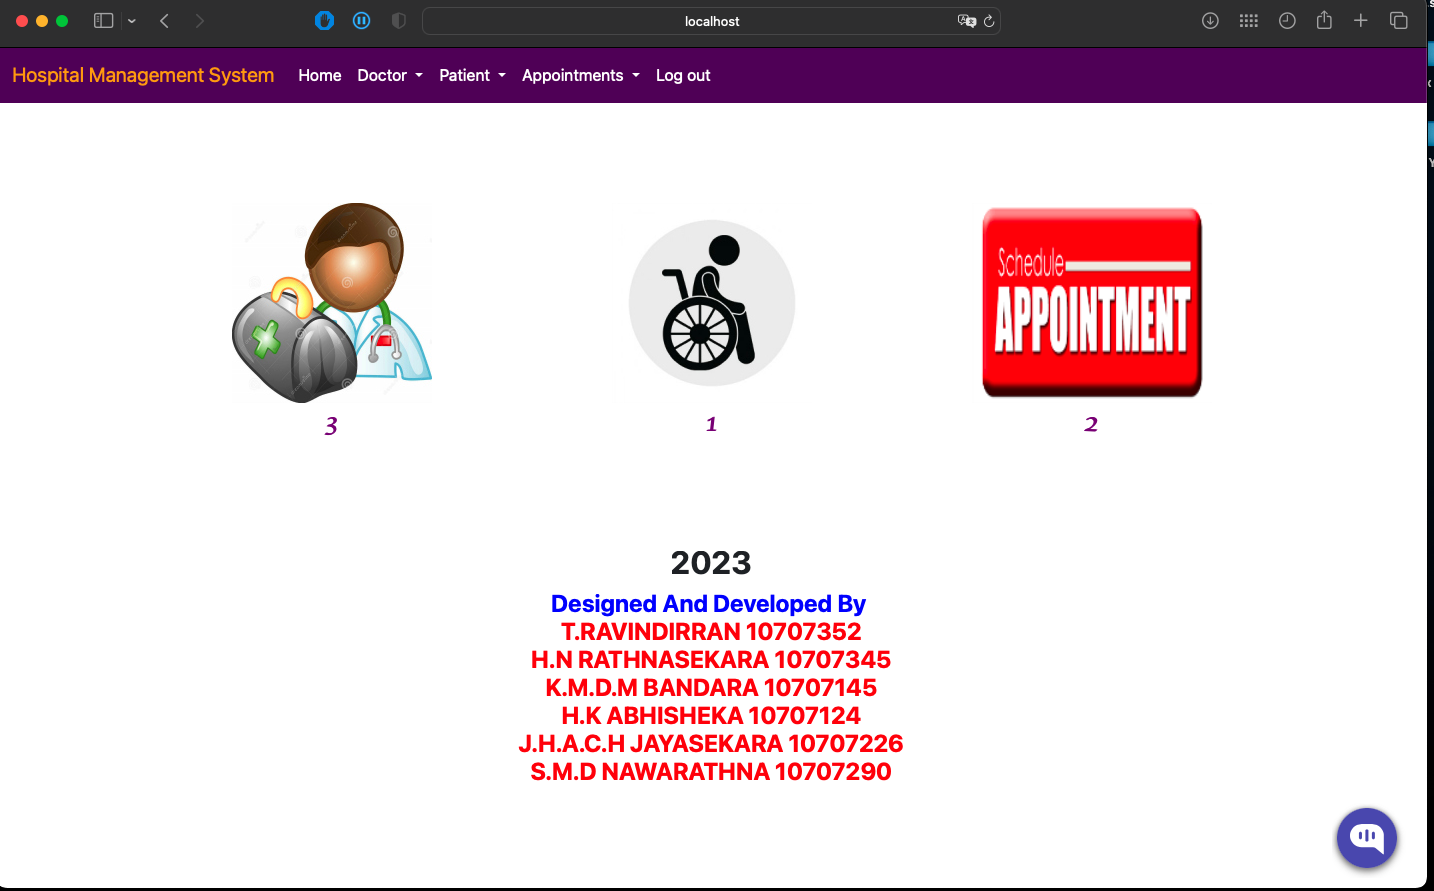 localhost
Hospital Management System Home Doctor Patient Appointments Log out
Schedule
APPOINTMENT
3 1 2
2023
Designed And Developed By
T.RAVINDIRRAN 10707352
H.N RATHNASEKARA 10707345
K.M.D.M BANDARA 10707145
H.K ABHISHEKA 10707124
J.H.A.C.H JAYASEKARA 10707226
S.M.D NAWARATHNA 10707290